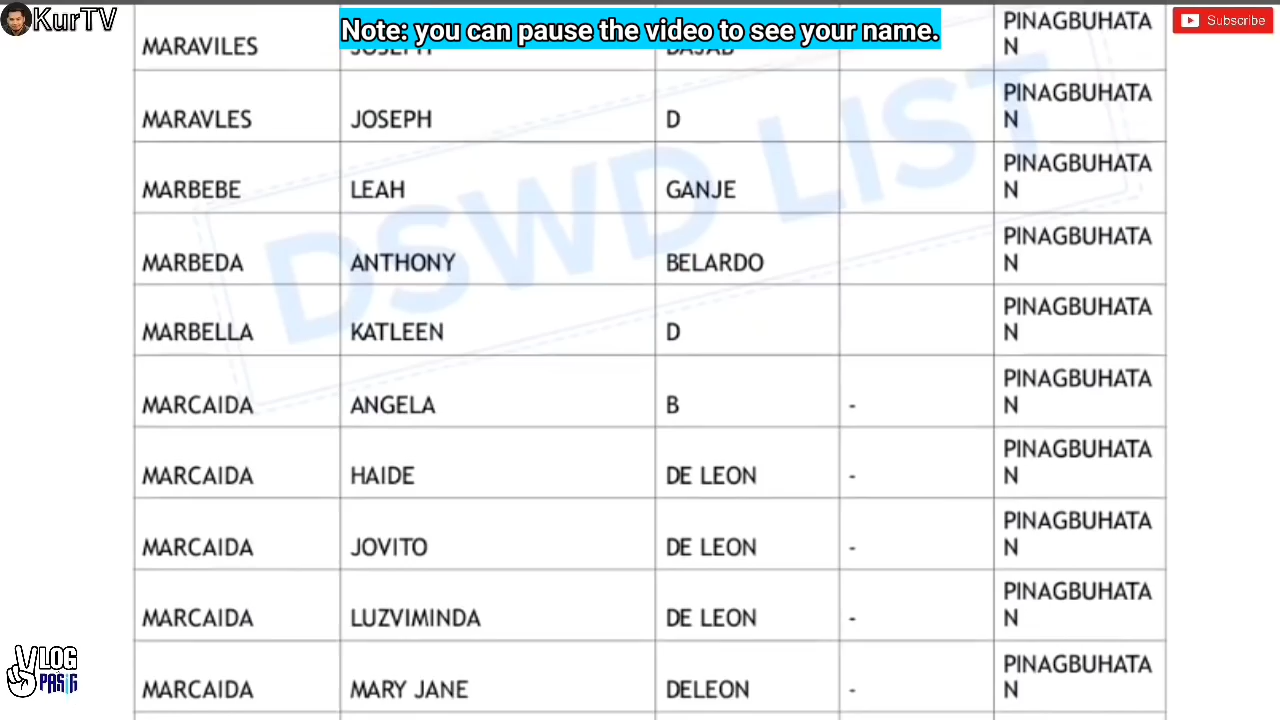 KurTV
Note: you can pause the video to see your name.
Subscribe
MARAVILES JOSEPH PINAGBUHATA
N
MARAVLES JOSEPH D PINAGBUHATA
N
MARBEBE LEAH GANJE PINAGBUHATA
N
MARBEDA ANTHONY BELARDO PINAGBUHATA
N
MARBELLA KATLEEN D PINAGBUHATA
N
MARCAIDA ANGELA B - PINAGBUHATA
N
MARCAIDA HAIDE DE LEON - PINAGBUHATA
N
MARCAIDA JOVITO DE LEON - PINAGBUHATA
N
MARCAIDA LUZVIMINDA DE LEON - PINAGBUHATA
N
MARCAIDA MARY JANE DELEON - PINAGBUHATA
N
DSWD LIST
VLOG
PASIG